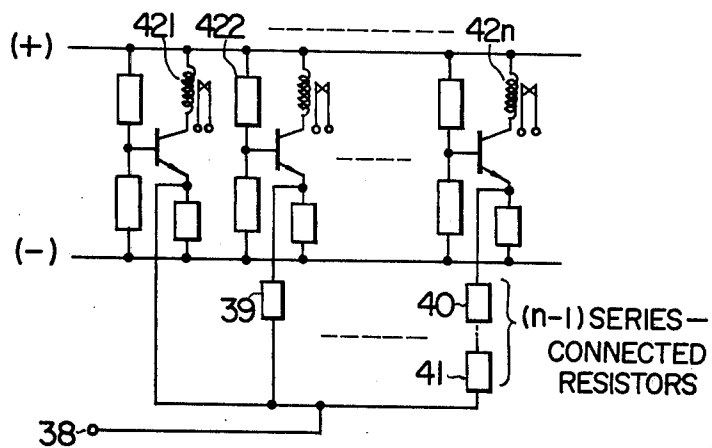 421 422 42n
(+)
(-)
39 40 (n-1) SERIES-
CONNECTED
41 RESISTORS
38